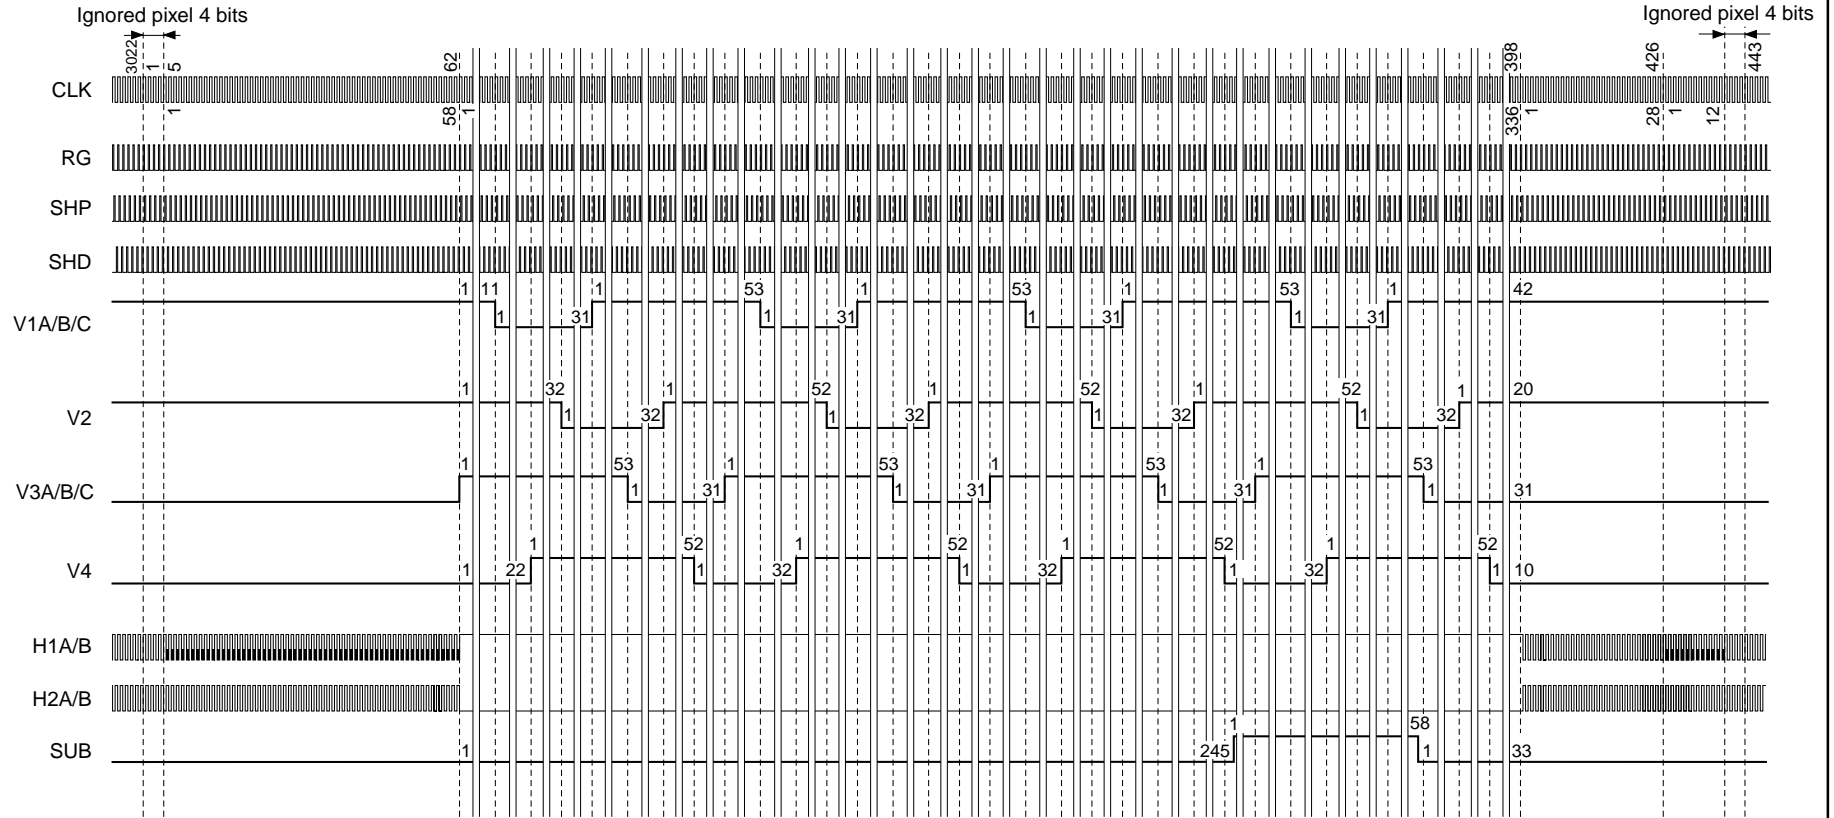 Ignored pixel 4 bits Ignored pixel 4 bits
3022 1 5 62 398 426 443
CLK
1 58 1 336 1 28 1 12
RG
SHP
SHD
1 11 1 53 1 53 1 53 1 42
V1A/B/C 1 31 1 31 1 31 1 31
1 32 1 52 1 52 1 52 1 20
V2 1 32 1 32 1 32 1 32
1 53 1 53 1 53 1 53
V3A/B/C 1 31 1 31 1 31 1 31
1 52 1 52 1 52 1 52
V4 1 22 1 32 1 32 1 32 1 10
H1A/B
H2A/B
1 58
SUB 1 245 1 33